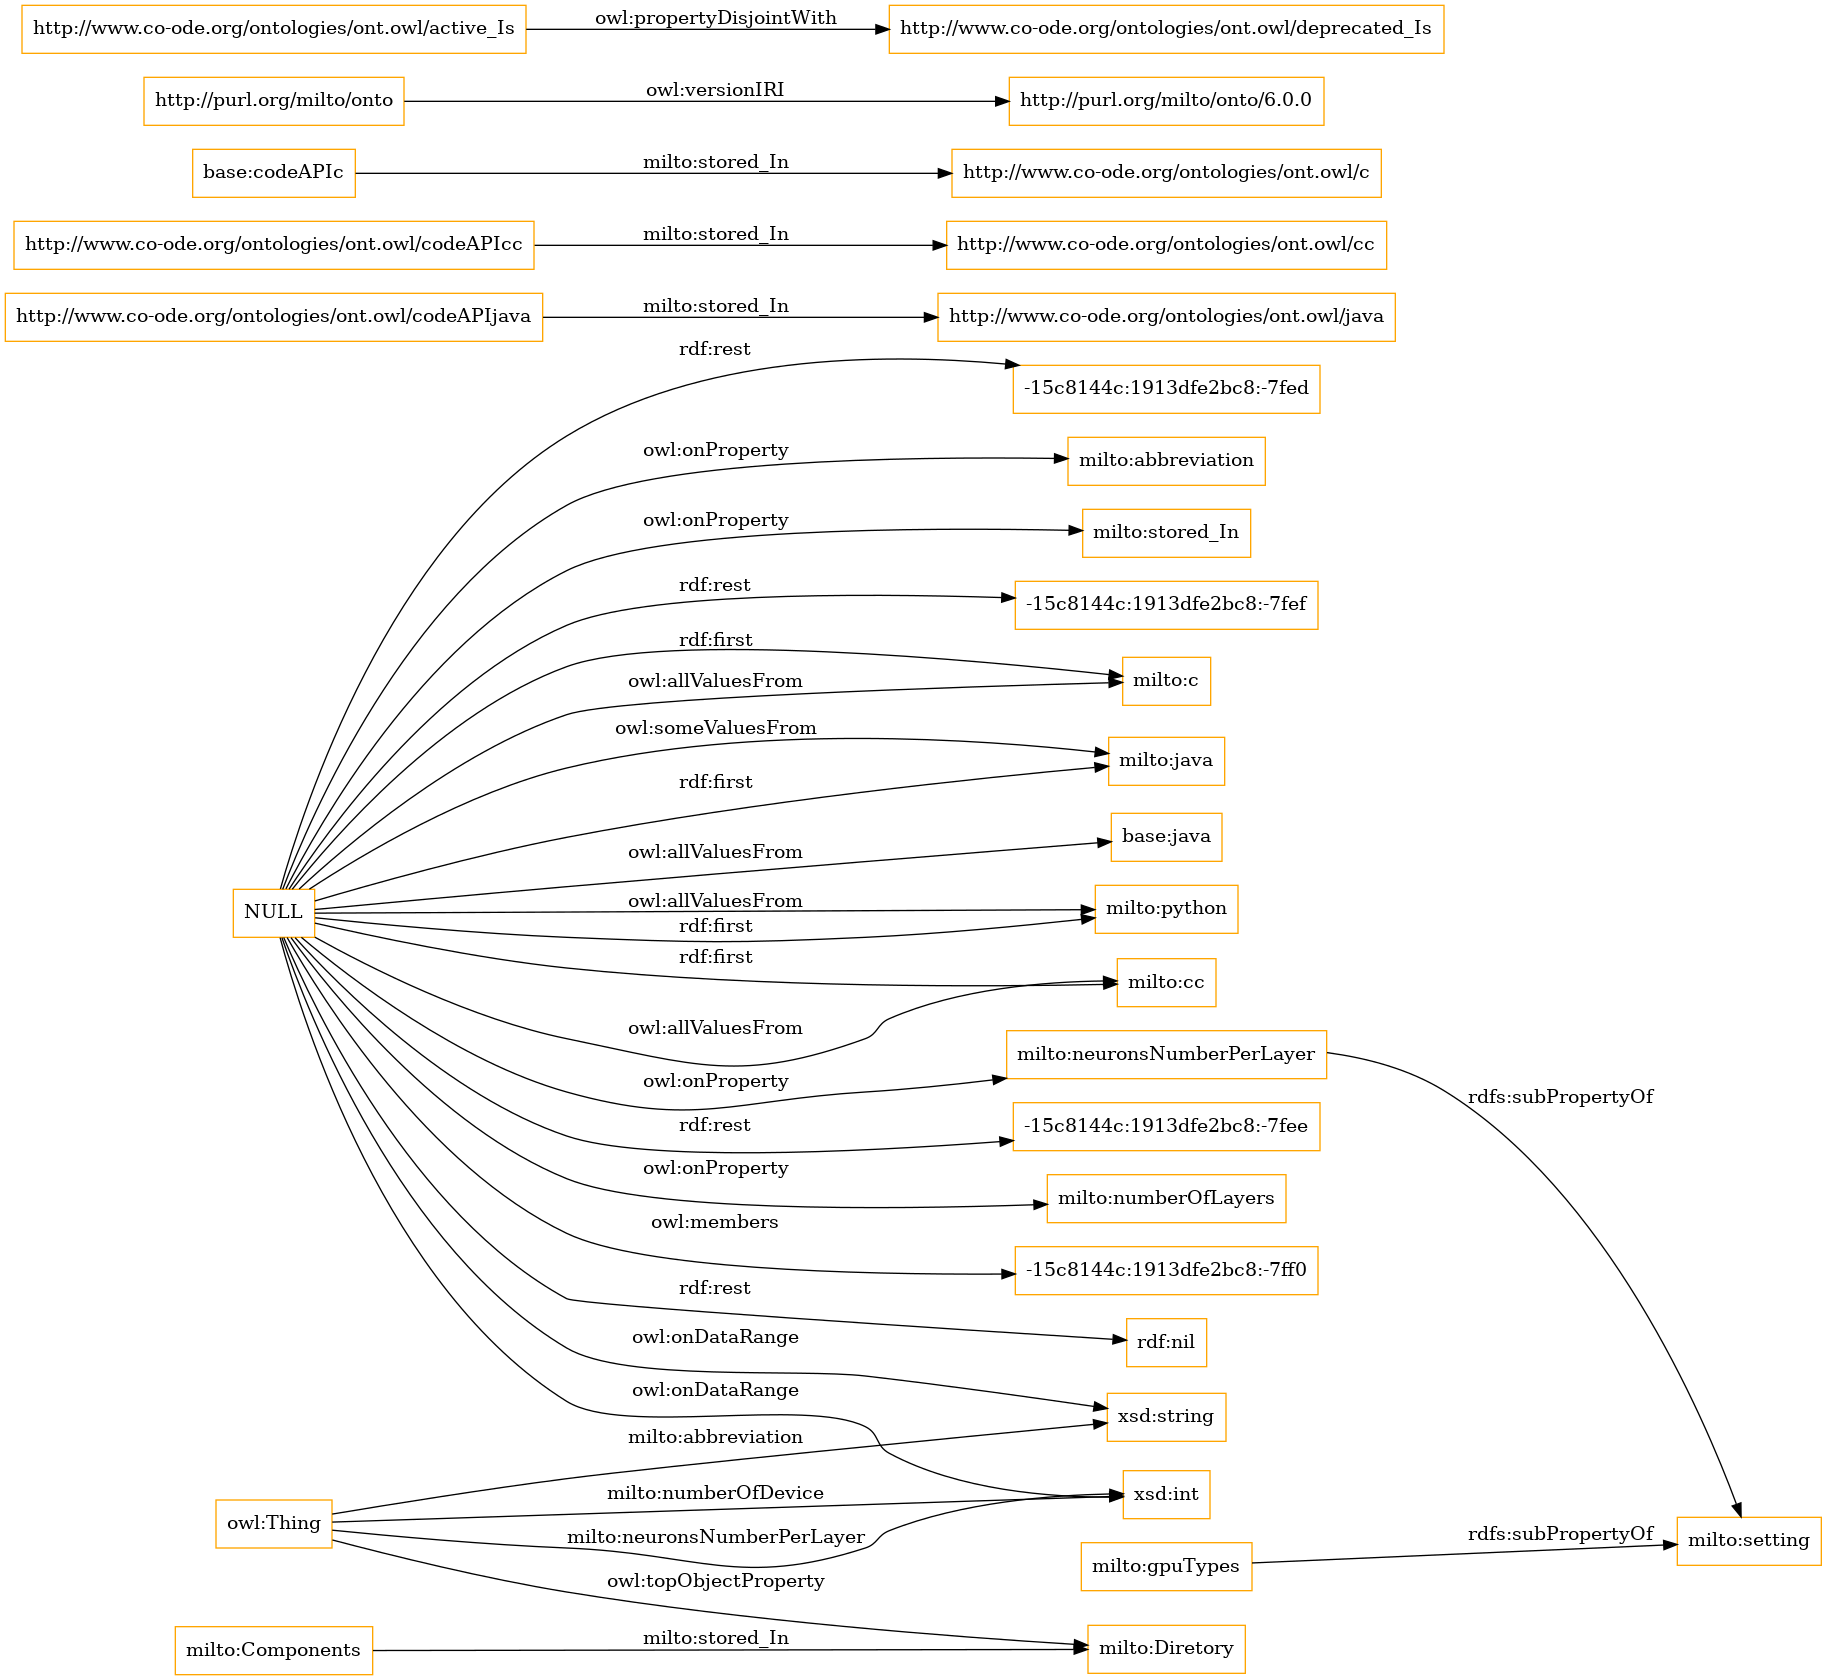 http://www.co-ode.org/ontologies/ont.owl/active_Is
owl:propertyDisjointWith
http://www.co-ode.org/ontologies/ont.owl/deprecated_Is
http://purl.org/milto/onto
owl:versionIRI
http://purl.org/milto/onto/6.0.0
base:codeAPIc
milto:stored_In
http://www.co-ode.org/ontologies/ont.owl/c
http://www.co-ode.org/ontologies/ont.owl/codeAPIcc
milto:stored_In
http://www.co-ode.org/ontologies/ont.owl/cc
http://www.co-ode.org/ontologies/ont.owl/codeAPIjava
milto:stored_In
http://www.co-ode.org/ontologies/ont.owl/java
rdf:rest
-15c8144c:1913dfe2bc8:-7fed
owl:onProperty
milto:abbreviation
owl:onProperty
milto:stored_In
rdf:rest
-15c8144c:1913dfe2bc8:-7fef
rdf:first
owl:allValuesFrom
milto:c
owl:someValuesFrom
milto:java
rdf:first
base:java
owl:allValuesFrom
NULL
owl:allValuesFrom
milto:python
rdf:first
rdf:first
milto:cc
owl:allValuesFrom
milto:neuronsNumberPerLayer
owl:onProperty
rdfs:subPropertyOf
rdf:rest
-15c8144c:1913dfe2bc8:-7fee
owl:onProperty
milto:numberOfLayers
owl:members
-15c8144c:1913dfe2bc8:-7ff0
rdf:rest
rdf:nil
owl:onDataRange
owl:onDataRange
xsd:string
milto:abbreviation
owl:Thing
milto:numberOfDevice
xsd:int
milto:neuronsNumberPerLayer
rdfs:subPropertyOf
milto:setting
milto:gpuTypes
owl:topObjectProperty
milto:Components
milto:stored_In
milto:Diretory